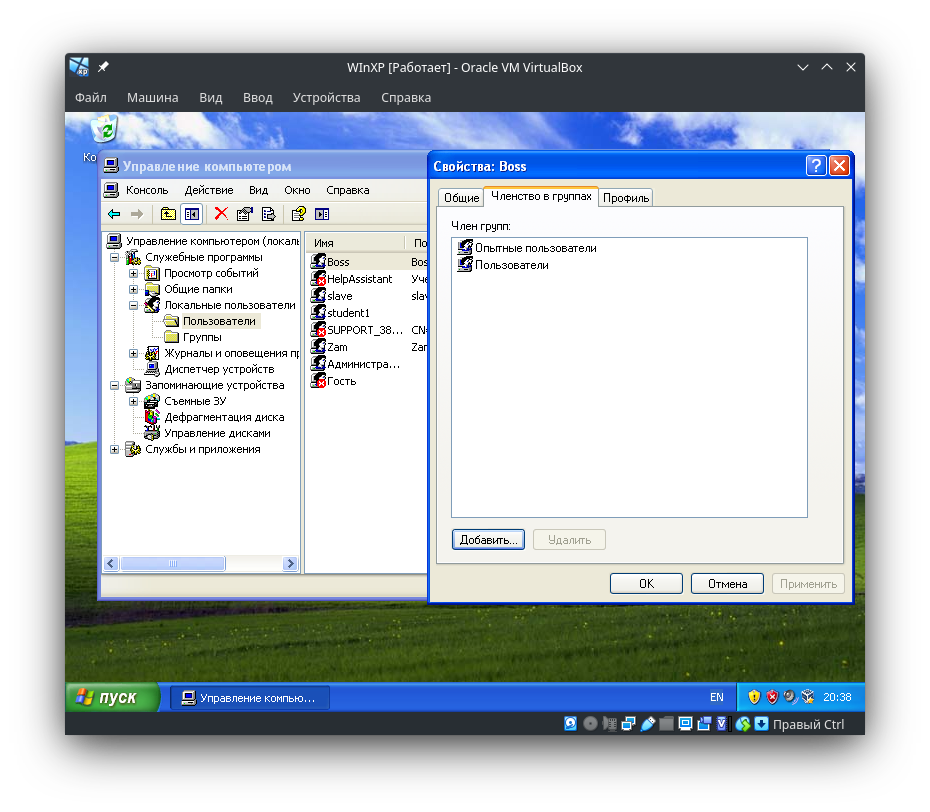 WInXP [Работает] - Oracle VM VirtualBox
Файл Машина Вид Ввод Устройства Справка
Ко
Управление компьютером
Консоль Действие Вид Окно Справка
Управление компьютером (локаль
Служебные программы
Просмотр событий
Общие папки
Локальные пользователи
Пользователи
Группы
Журналы и оповещения пр
Диспетчер устройств
Запоминающие устройства
Съемные ЗУ
Дефрагментация диска
Управление дисками
Службы и приложения
Имя По
Boss Bos
HelpAssistant Уче
slave slav
student1
SUPPORT_38... CN=
Zam Zam
Администра...
Гость
Свойства: Boss
Общие Членство в группах Профиль
Член групп:
Опытные пользователи
Пользователи
Добавить... Удалить
OK Отмена Применить
пуск Управление компью... EN 20:38
Правый Ctrl